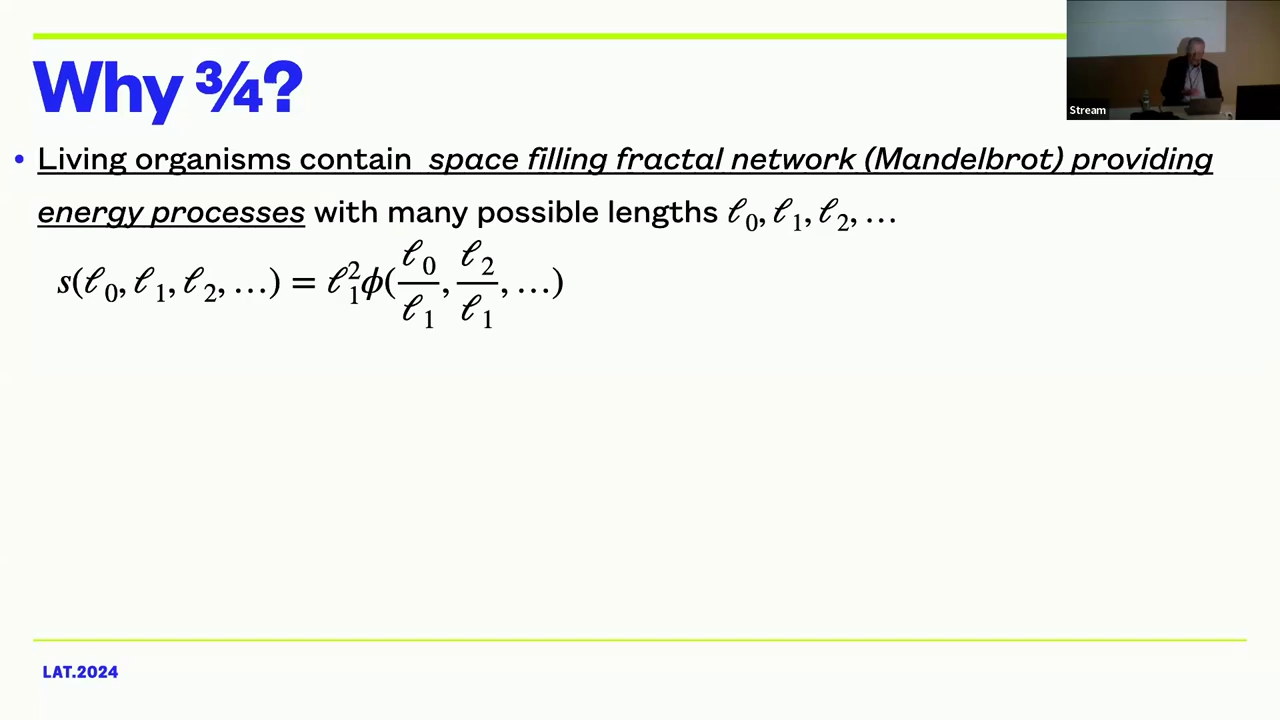 Why ¾?
• Living organisms contain space filling fractal network (Mandelbrot) providing
energy processes with many possible lengths ℓ₀, ℓ₁, ℓ₂, …
s(ℓ₀, ℓ₁, ℓ₂, …) = ℓ₁²ϕ(ℓ₀/ℓ₁, ℓ₂/ℓ₁, …)
Stream
LAT.2024